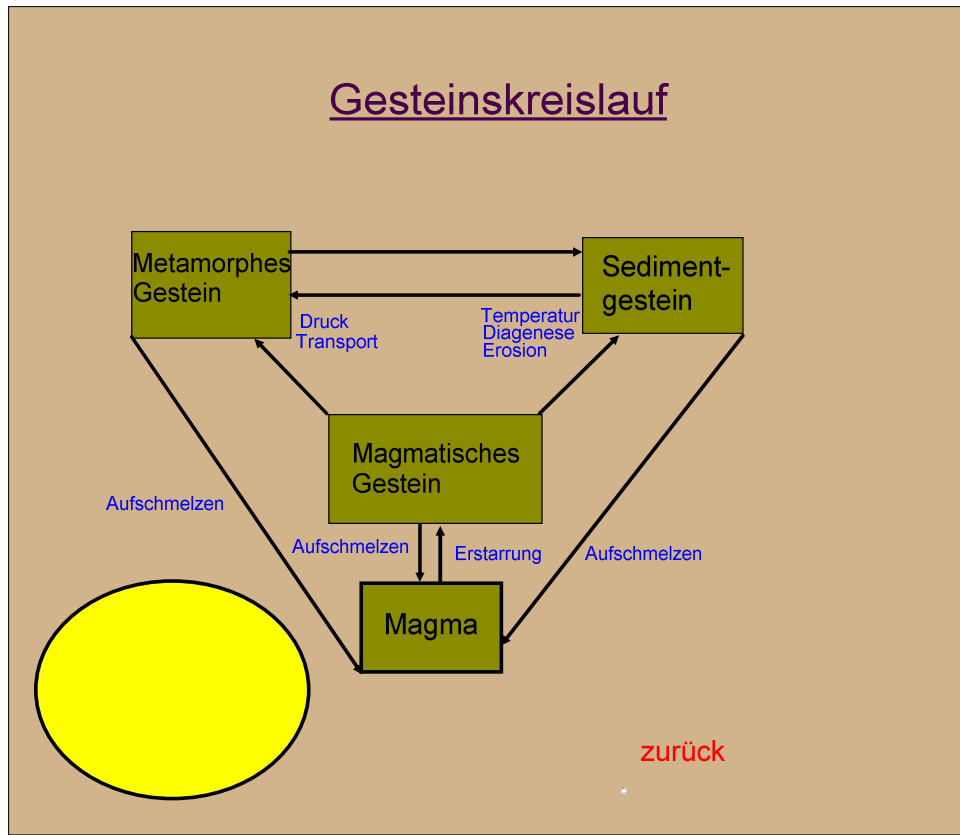 Gesteinskreislauf
Metamorphes
Gestein
Sediment-
gestein
Druck
Transport
Temperatur
Diagenese
Erosion
Magmatisches
Gestein
Aufschmelzen
Aufschmelzen
Erstarrung
Aufschmelzen
Magma
zurück